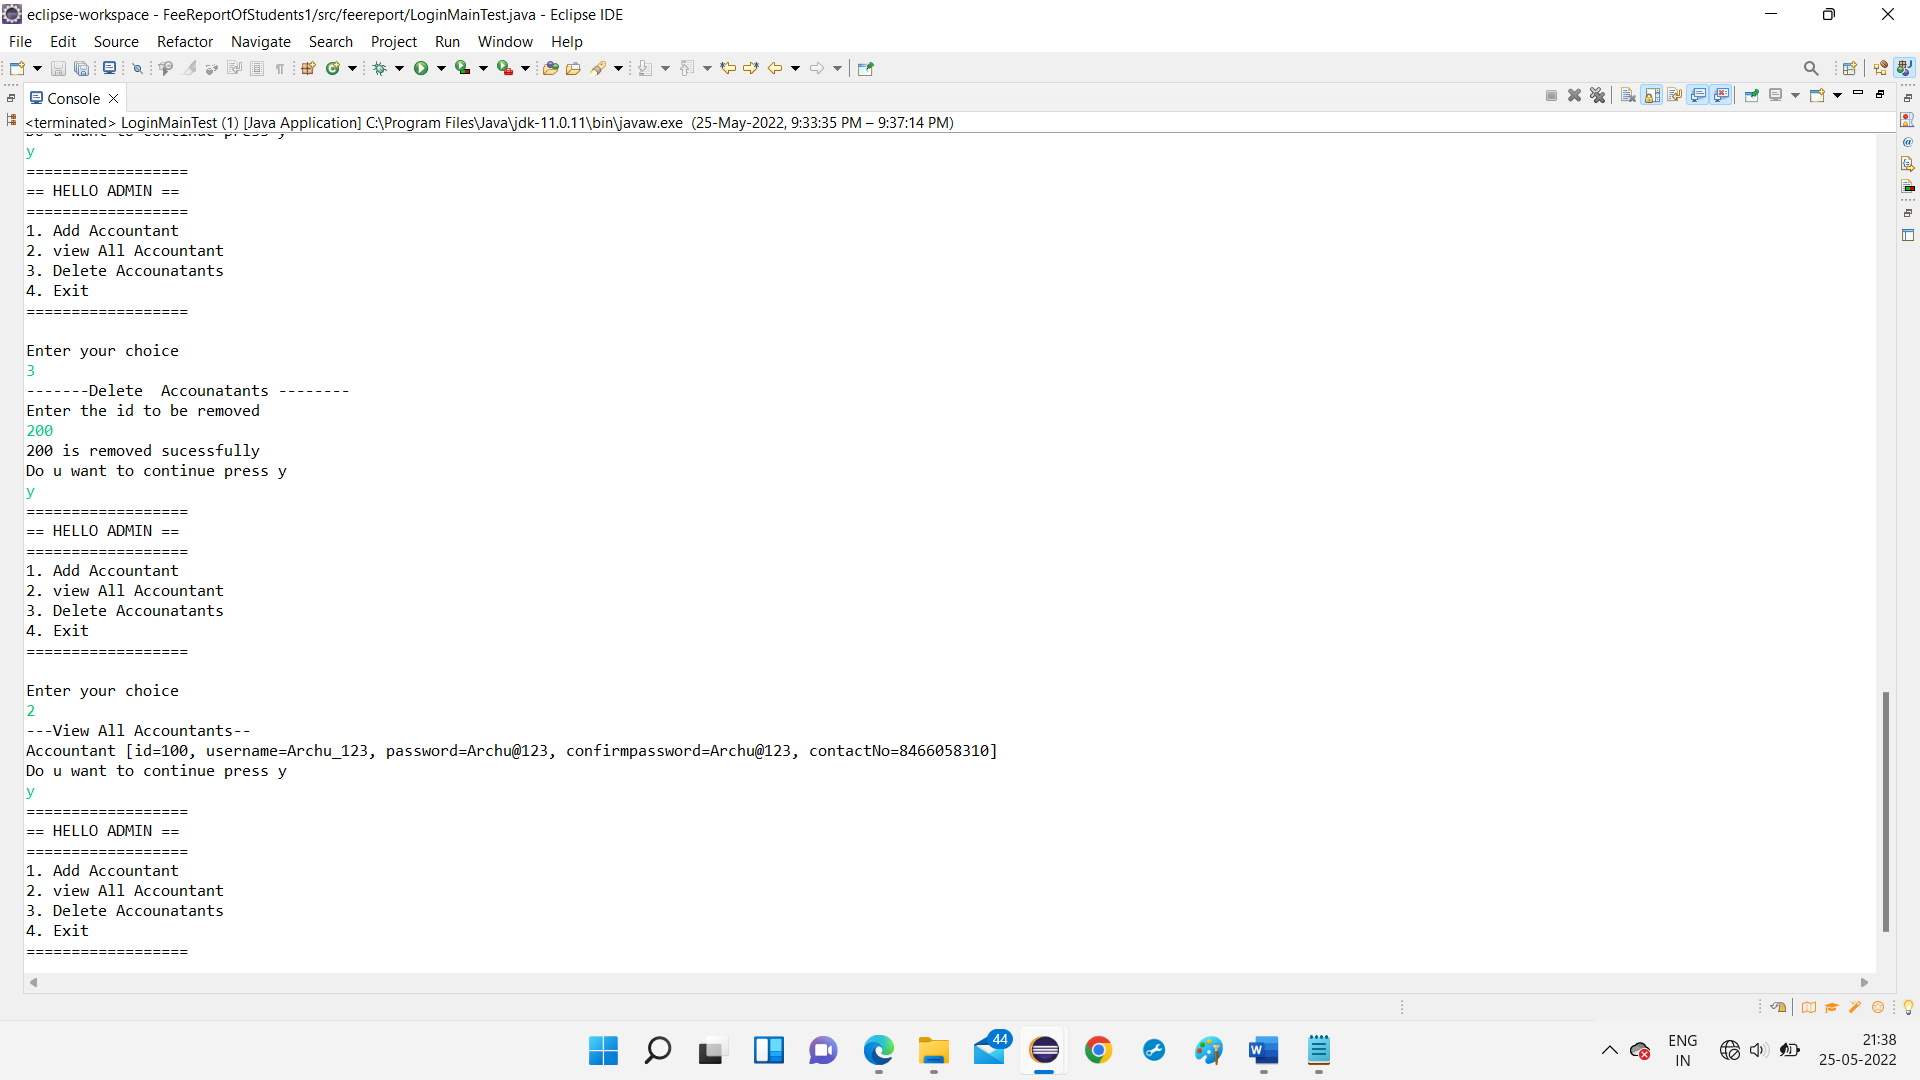 eclipse-workspace - FeeReportOfStudents1/src/feereport/LoginMainTest.java - Eclipse IDE
File Edit Source Refactor Navigate Search Project Run Window Help
Console
<terminated> LoginMainTest (1) [Java Application] C:\Program Files\Java\jdk-11.0.11\bin\javaw.exe (25-May-2022, 9:33:35 PM – 9:37:14 PM)
Do u want to continue press y
y
==================
== HELLO ADMIN ==
==================
1. Add Accountant
2. view All Accountant
3. Delete Accounatants
4. Exit
==================
Enter your choice
3
-------Delete  Accounatants --------
Enter the id to be removed
200
200 is removed sucessfully
Do u want to continue press y
y
==================
== HELLO ADMIN ==
==================
1. Add Accountant
2. view All Accountant
3. Delete Accounatants
4. Exit
==================
Enter your choice
2
---View All Accountants--
Accountant [id=100, username=Archu_123, password=Archu@123, confirmpassword=Archu@123, contactNo=8466058310]
Do u want to continue press y
y
==================
== HELLO ADMIN ==
==================
1. Add Accountant
2. view All Accountant
3. Delete Accounatants
4. Exit
==================
44
ENG
IN
21:38
25-05-2022